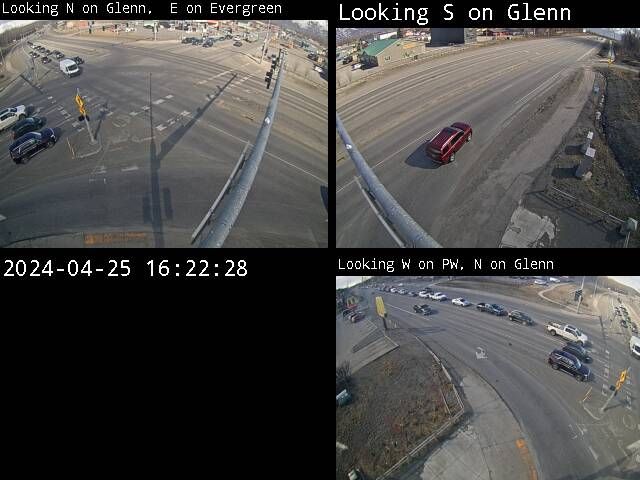 Looking N on Glenn, E on Evergreen
Looking S on Glenn
2024-04-25 16:22:28
Looking W on PW, N on Glenn